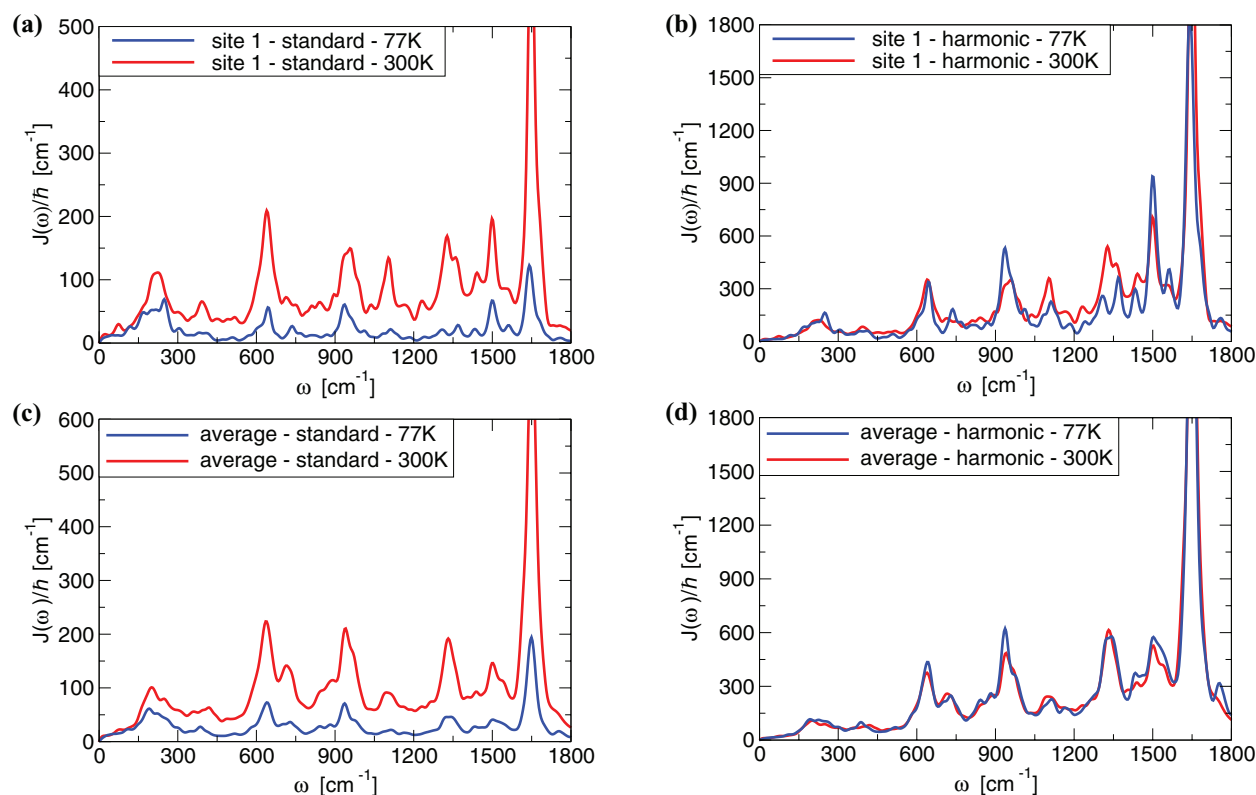 (a)
site 1 - standard - 77K
site 1 - standard - 300K
J(ω)/ħ [cm⁻¹]
500
400
300
200
100
0
0 300 600 900 1200 1500 1800
ω [cm⁻¹]
(b)
site 1 - harmonic - 77K
site 1 - harmonic - 300K
J(ω)/ħ [cm⁻¹]
1800
1500
1200
900
600
300
0
0 300 600 900 1200 1500 1800
ω [cm⁻¹]
(c)
average - standard - 77K
average - standard - 300K
J(ω)/ħ [cm⁻¹]
600
500
400
300
200
100
0
0 300 600 900 1200 1500 1800
ω [cm⁻¹]
(d)
average - harmonic - 77K
average - harmonic - 300K
J(ω)/ħ [cm⁻¹]
1800
1500
1200
900
600
300
0
0 300 600 900 1200 1500 1800
ω [cm⁻¹]